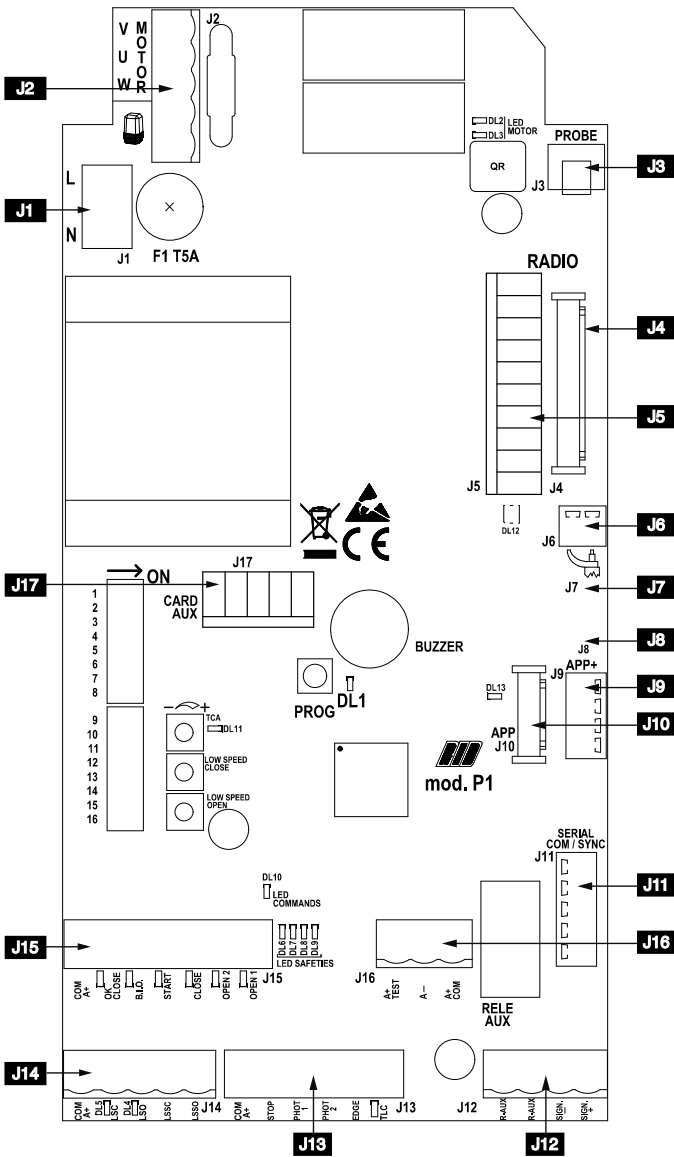 J2
V
U
W
MOTOR
J2
DL2
DL3
LED
MOTOR
PROBE
J3
J3
QR
J1
L
N
J1
F1 T5A
RADIO
J4
J5
J5
J4
DL12
J6
J6
J17
J17
CARD
AUX
ON
1
2
3
4
5
6
7
8
9
10
11
12
13
14
15
16
CE
J7
J7
BUZZER
J8
J8
PROG
DL1
J9
APP+
J9
DL13
APP
J10
J10
− +
TCA
DL11
LOW SPEED
CLOSE
LOW SPEED
OPEN
mod. P1
SERIAL
COM / SYNC
J11
J11
DL10
LED
COMMANDS
DL6
DL7
DL8
DL9
LED SAFETIES
J15
J15
COM
A+
OK
CLOSE
B.I.O.
START
CLOSE
OPEN 2
OPEN 1
J16
J16
A+
TEST
A−
A+
COM
RELE
AUX
J14
J14
COM
A+
DL5
LSC
DL4
LSO
LSSC
LSSO
J13
J13
COM
A+
STOP
PHOT
1
PHOT
2
EDGE
TLC
J12
J12
R-AUX
R-AUX
SIGN.
−
SIGN.
+